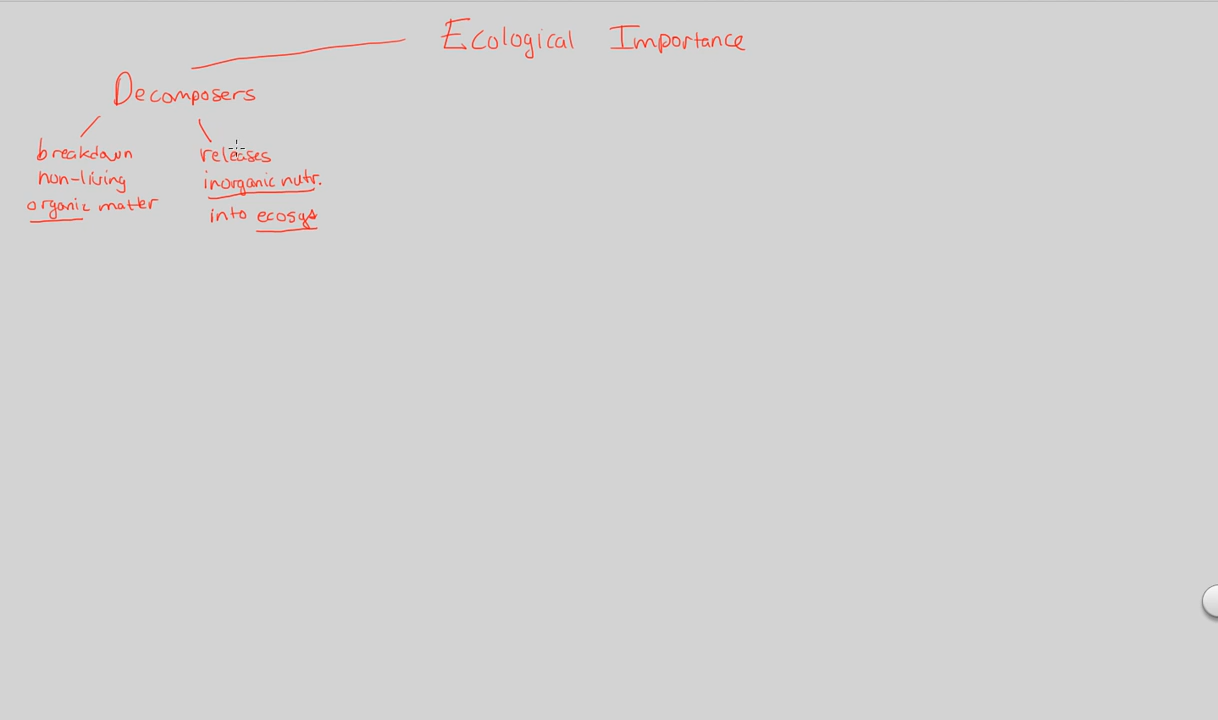 Ecological Importance
Decomposers
breakdown
non-living
organic matter
releases
inorganic nutr.
into ecosys